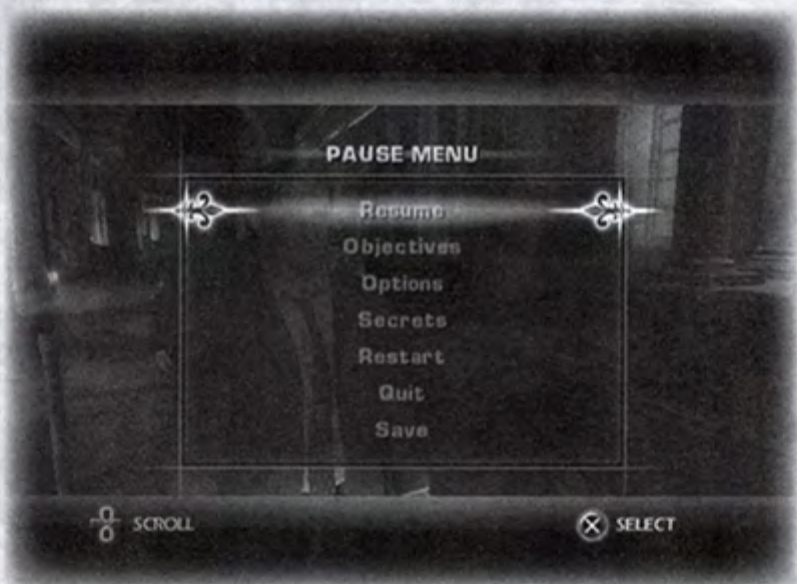 PAUSE MENU
Resume
Objectives
Options
Secrets
Restart
Quit
Save
SCROLL
SELECT